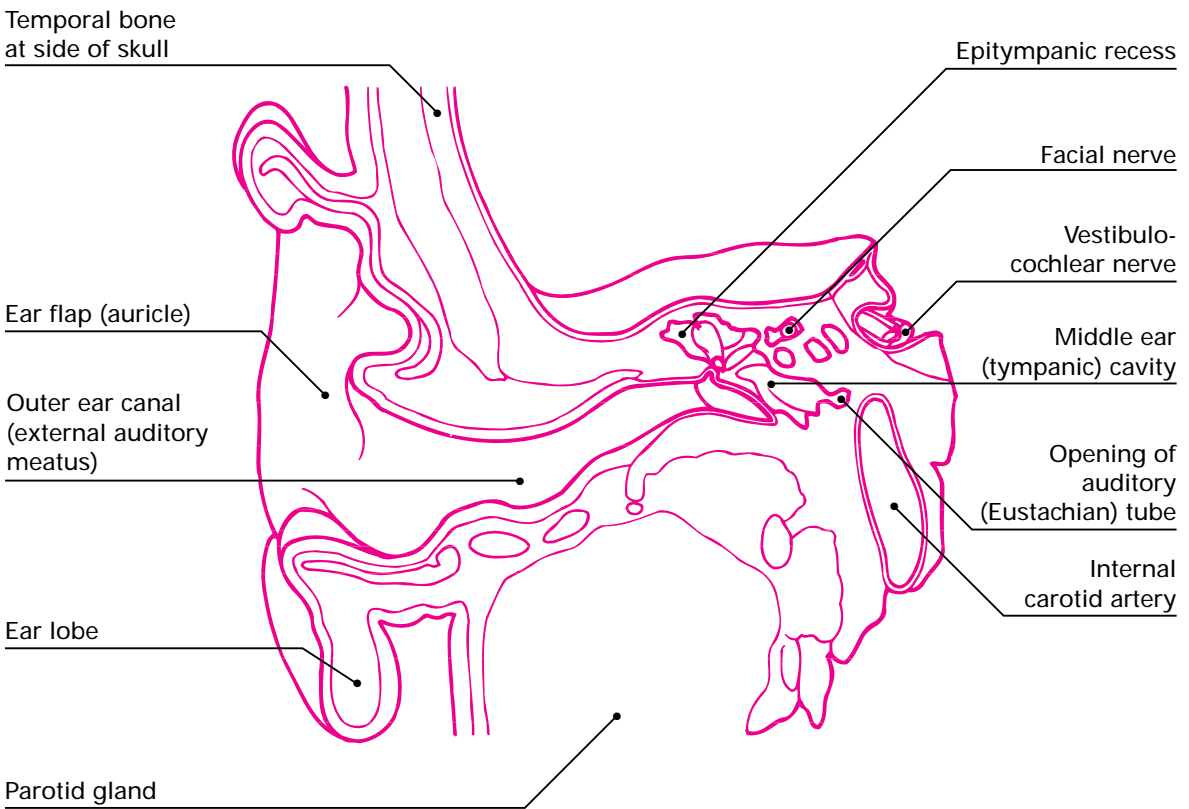 Temporal bone
at side of skull
Epitympanic recess
Facial nerve
Vestibulo-
cochlear nerve
Ear flap (auricle)
Middle ear
(tympanic) cavity
Outer ear canal
(external auditory
meatus)
Opening of
auditory
(Eustachian) tube
Internal
carotid artery
Ear lobe
Parotid gland